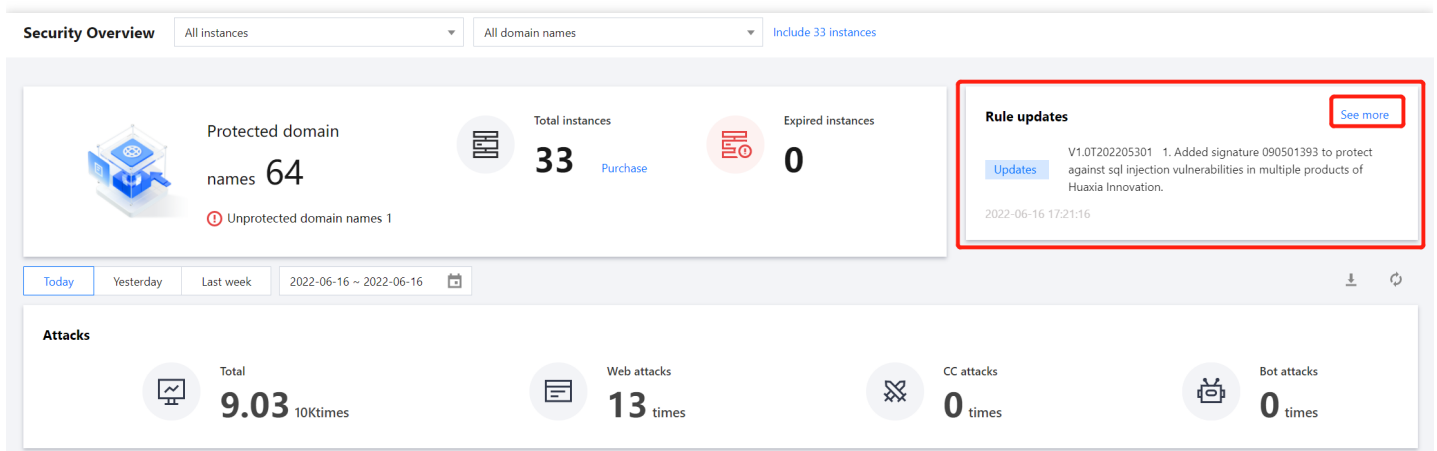 Security Overview
All instances
All domain names
Include 33 instances
Protected domain
names 64
Unprotected domain names 1
Total instances
33 Purchase
Expired instances
0
Rule updates
See more
Updates
V1.0T202205301 1. Added signature 090501393 to protect
against sql injection vulnerabilities in multiple products of
Huaxia Innovation.
2022-06-16 17:21:16
Today
Yesterday
Last week
2022-06-16 ~ 2022-06-16
Attacks
Total
9.03 10Ktimes
Web attacks
13 times
CC attacks
0 times
Bot attacks
0 times